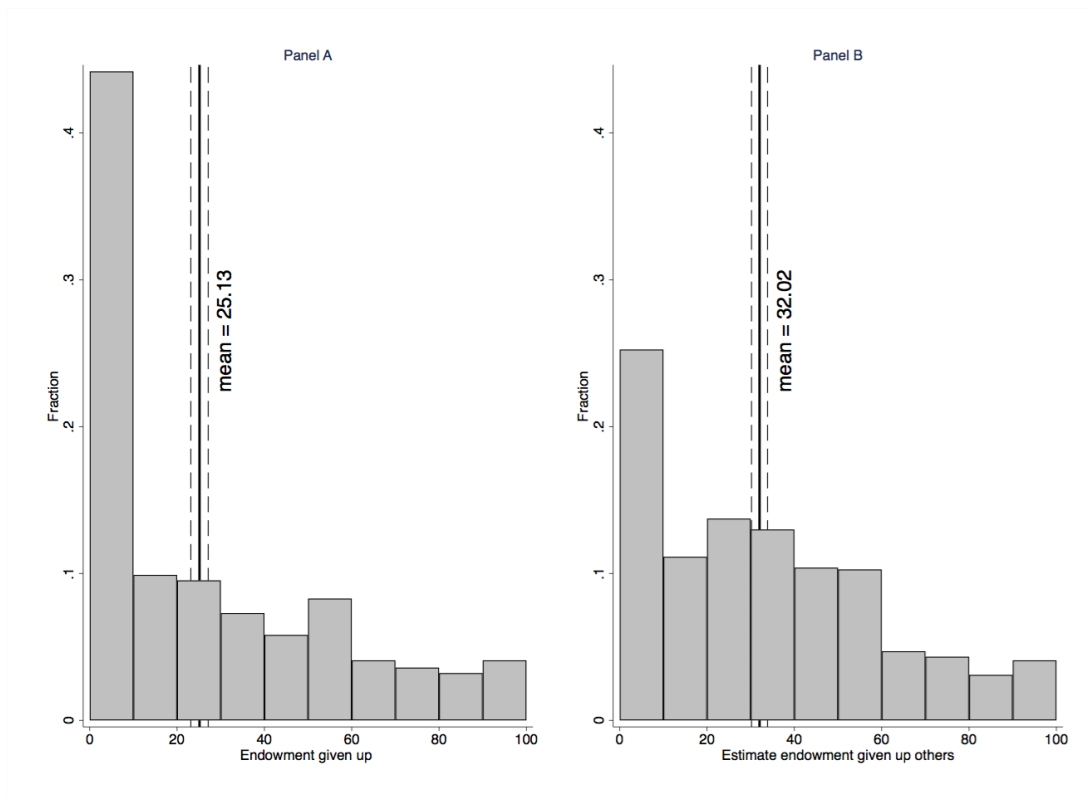 Panel A
Fraction
.4
.3
.2
.1
0
mean = 25.13
0 20 40 60 80 100
Endowment given up
Panel B
Fraction
.4
.3
.2
.1
0
mean = 32.02
0 20 40 60 80 100
Estimate endowment given up others